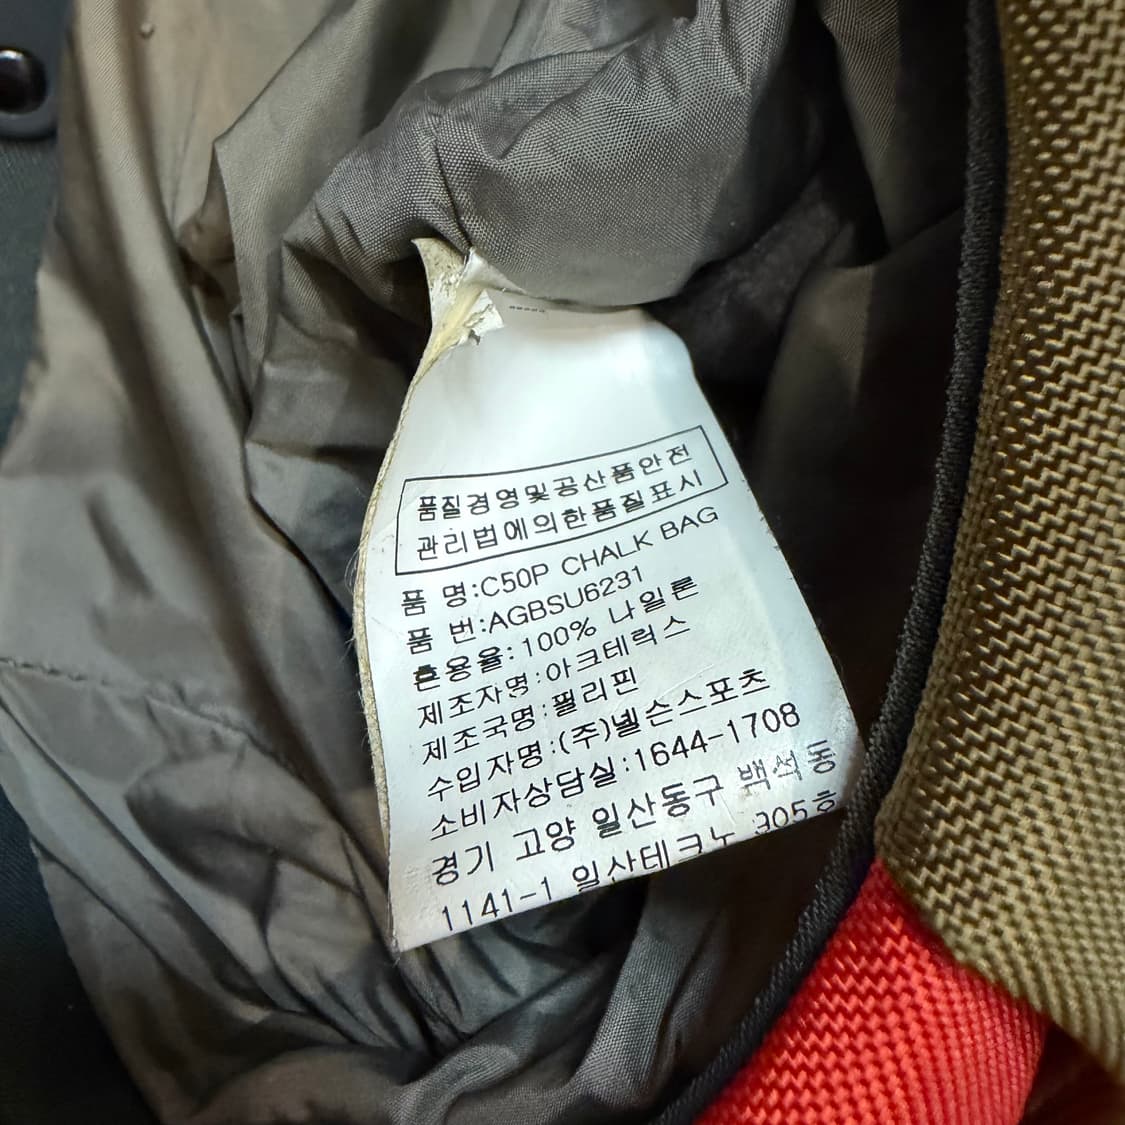 품질경영및공산품안전
관리법에의한품질표시
품 명:C50P CHALK BAG
품 번:AGBSU6231
혼용율:100% 나일론
제조자명:아크테릭스
제조국명:필리핀
수입자명:(주)넬슨스포츠
소비자상담실:1644-1708
경기 고양 일산동구 백석동
1141-1 일산테크노 305호